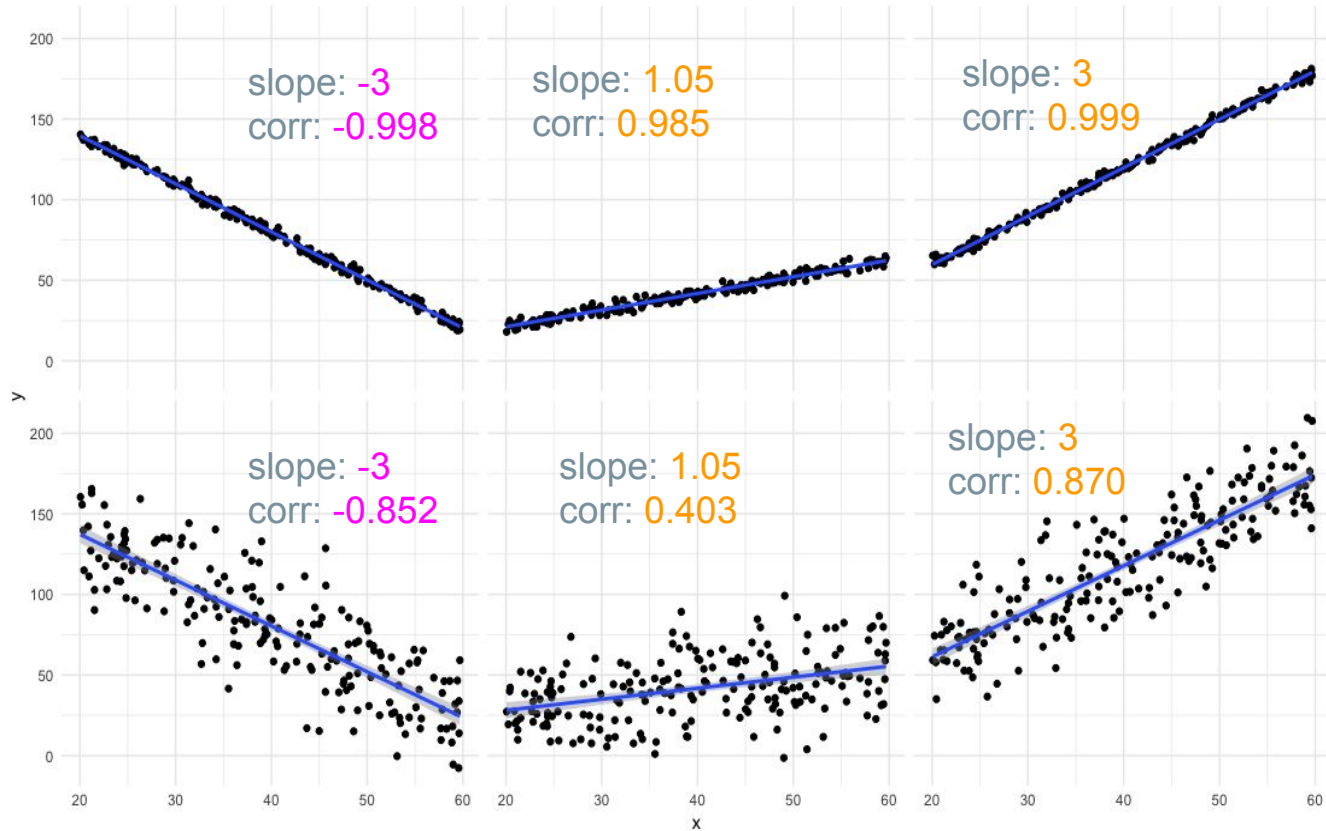 200
150
100
50
0
slope: -3
corr: -0.998
slope: 1.05
corr: 0.985
slope: 3
corr: 0.999
y
200
150
100
50
0
slope: -3
corr: -0.852
slope: 1.05
corr: 0.403
slope: 3
corr: 0.870
20 30 40 50 60
20 30 40 50 60
20 30 40 50 60
x